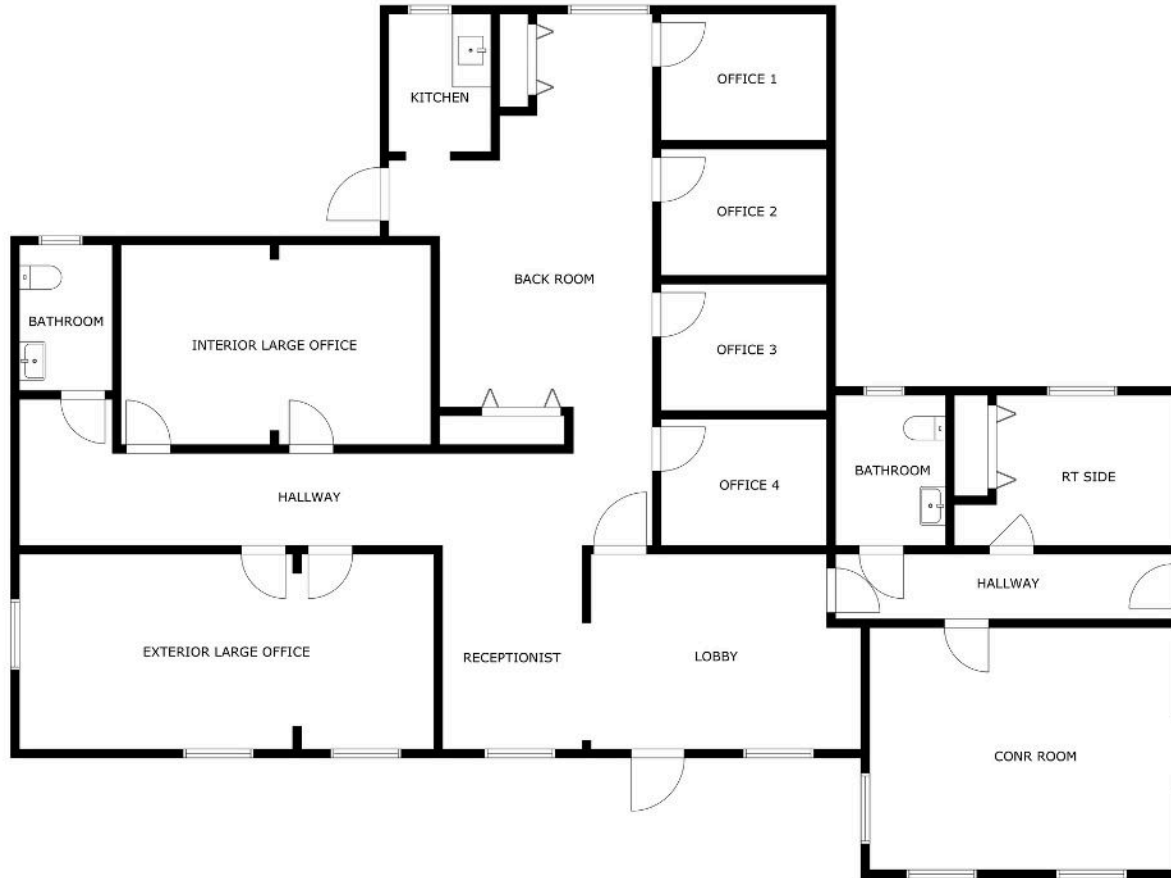 OFFICE 1
KITCHEN
OFFICE 2
BACK ROOM
BATHROOM
INTERIOR LARGE OFFICE
OFFICE 3
BATHROOM
RT SIDE
OFFICE 4
HALLWAY
HALLWAY
EXTERIOR LARGE OFFICE
RECEPTIONIST
LOBBY
CONR ROOM